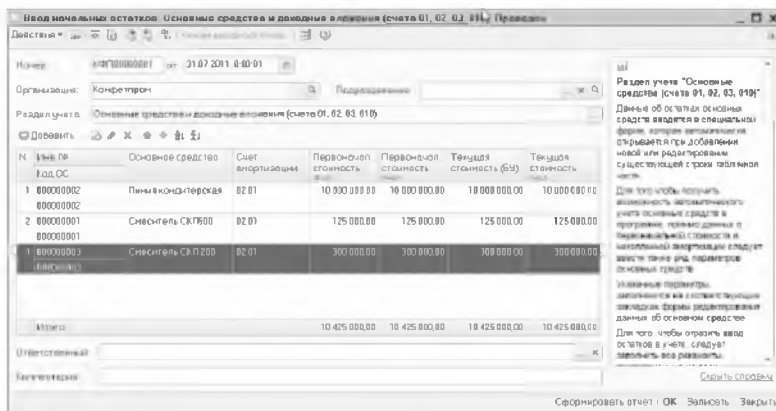 Ввод начальных остатков: Основные средства и доходные вложения (счета 01, 02, 03, 010). Проведен
Действия
Номер: КФП00000001 от 31.07.2011 0:00:01
Организация: Конфетпром Подразделение:
Раздел учета: Основные средства и доходные вложения (счета 01, 02, 03, 010)
Добавить
N Инв. № Основное средство Счет амортизации Первоначал. стоимость Первоначал. стоимость Текущая стоимость (БУ) Текущая стоимость
Код ОС
1 000000002 Линия кондитерская 02.01 10 000 000.00 10 000 000.00 10 000 000.00 10 000 000.00
000000002
2 000000001 Смеситель СКП500 02.01 125 000.00 125 000.00 125 000.00 125 000.00
000000001
000000003 Смеситель СКП200 02.01 300 000.00 300 000.00 300 000.00 300 000.00
000000003
Итого: 10 425 000,00 10 425 000,00 10 425 000,00 10 425 000,00
Ответственный:
Комментарий:
Раздел учета "Основные
средства (счета 01, 02, 03, 010)"
Данные об остатках основных
средств вводятся в специальной
форме, которая автоматически
открывается при добавлении
новой или редактировании
существующей строки табличной
части.
Для того чтобы получить
возможность автоматического
учета основных средств в
программе, помимо данных о
первоначальной стоимости и
накопленной амортизации следует
ввести также ряд параметров
основных средств.
Указанные параметры
заполняются на соответствующих
закладках формы редактирования
данных об основном средстве.
Для того, чтобы отразить ввод
остатков в учете, следует
заполнить все реквизиты
Скрыть справку
Сформировать отчет OK Записать Закрыть